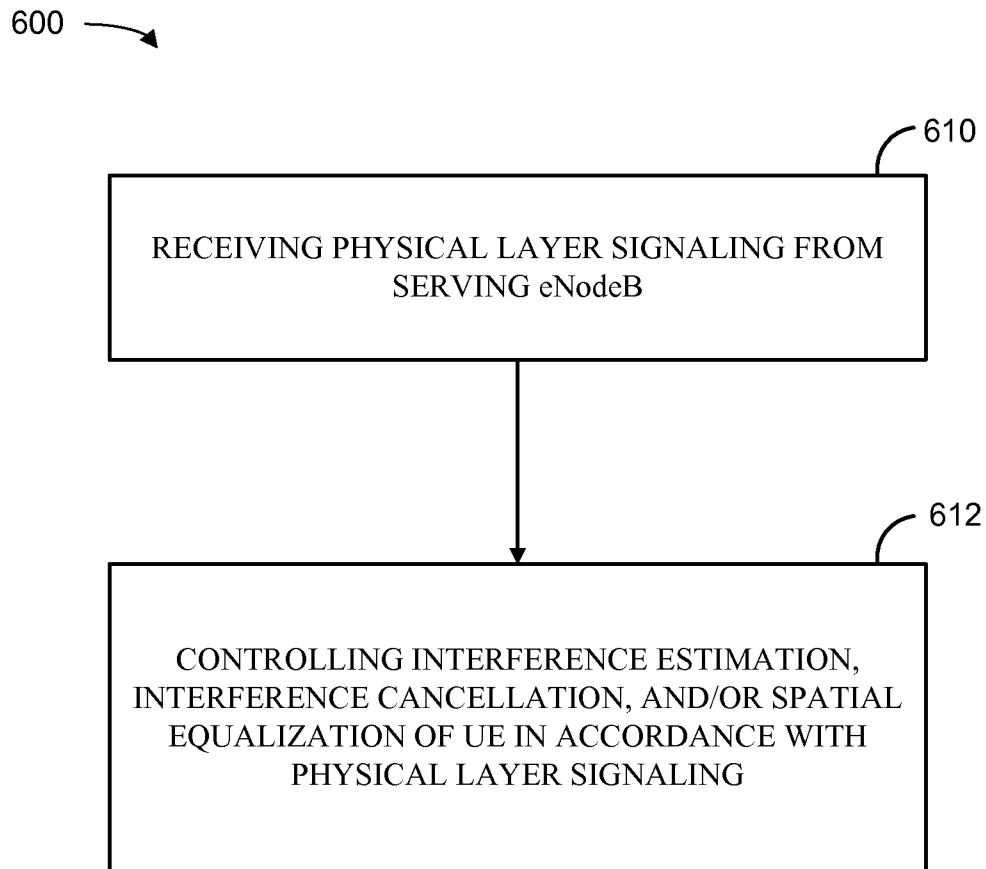 600
610
RECEIVING PHYSICAL LAYER SIGNALING FROM
SERVING eNodeB
612
CONTROLLING INTERFERENCE ESTIMATION,
INTERFERENCE CANCELLATION, AND/OR SPATIAL
EQUALIZATION OF UE IN ACCORDANCE WITH
PHYSICAL LAYER SIGNALING